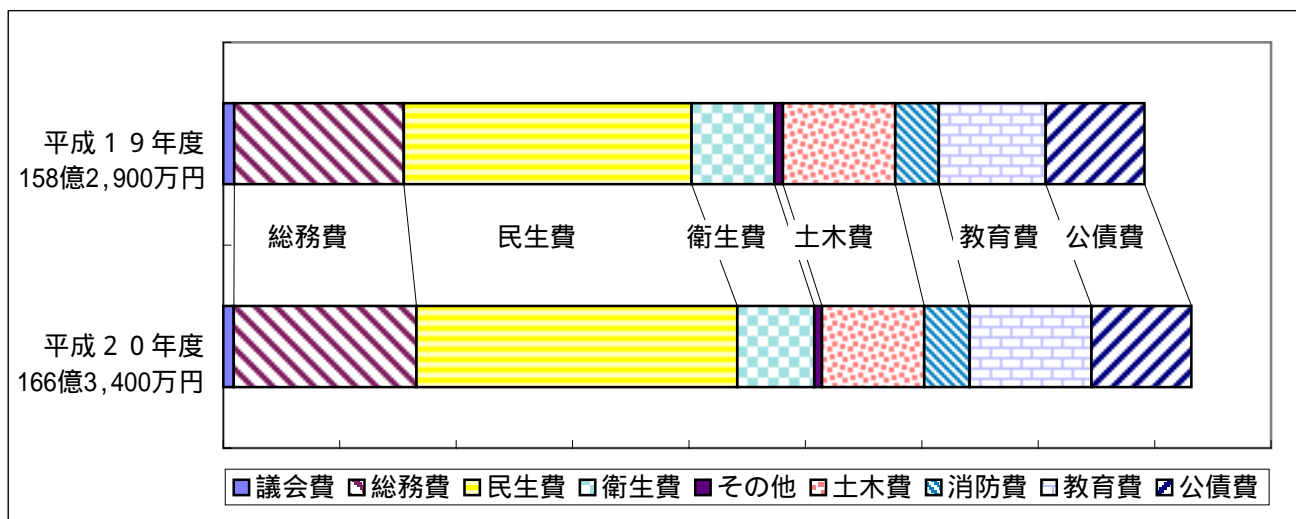 平成１９年度
158億2,900万円
総務費 民生費 衛生費 土木費 教育費 公債費
平成２０年度
166億3,400万円
議会費 総務費 民生費 衛生費 その他 土木費 消防費 教育費 公債費